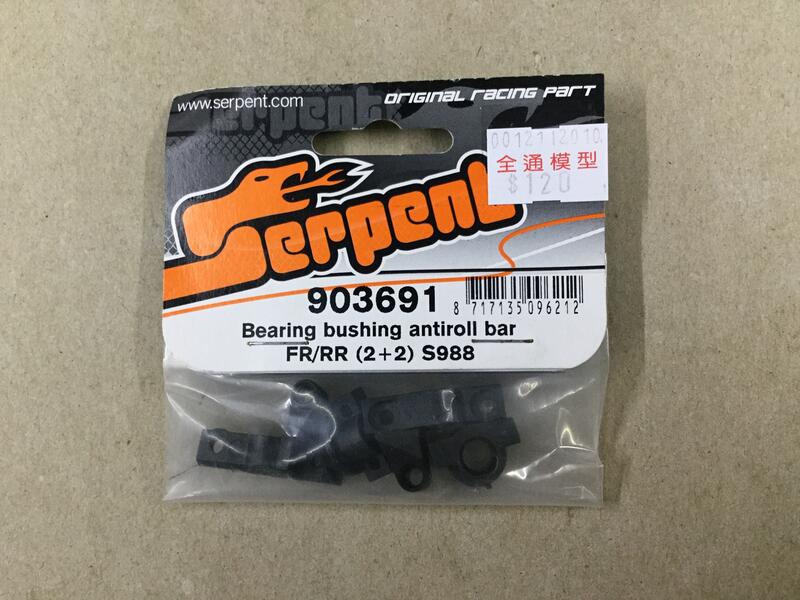 www.serpent.com
ORIGINAL RACING PART
Serpent
0012112010
全通模型
$120
Serpent
903691
8 717135 096212
Bearing bushing antiroll bar
FR/RR (2+2) S988